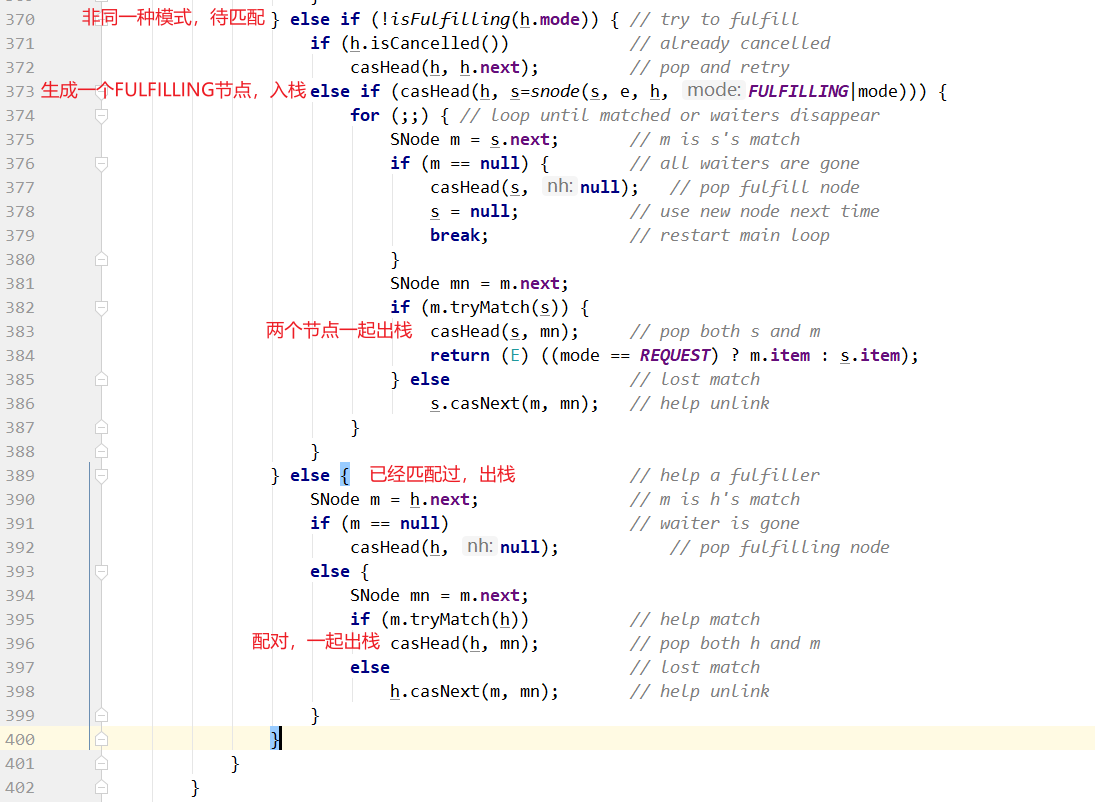 370 非同一种模式，待匹配 } else if (!isFulfilling(h.mode)) { // try to fulfill
371 if (h.isCancelled()) // already cancelled
372 casHead(h, h.next); // pop and retry
373 生成一个FULFILLING节点，入栈 else if (casHead(h, s=snode(s, e, h, mode: FULFILLING|mode))) {
374 for (;;) { // loop until matched or waiters disappear
375 SNode m = s.next; // m is s's match
376 if (m == null) { // all waiters are gone
377 casHead(s, nh: null); // pop fulfill node
378 s = null; // use new node next time
379 break; // restart main loop
380 }
381 SNode mn = m.next;
382 if (m.tryMatch(s)) {
383 两个节点一起出栈 casHead(s, mn); // pop both s and m
384 return (E) ((mode == REQUEST) ? m.item : s.item);
385 } else // lost match
386 s.casNext(m, mn); // help unlink
387 }
388 }
389 } else { 已经匹配过，出栈 // help a fulfiller
390 SNode m = h.next; // m is h's match
391 if (m == null) // waiter is gone
392 casHead(h, nh: null); // pop fulfilling node
393 else {
394 SNode mn = m.next;
395 if (m.tryMatch(h)) // help match
396 配对，一起出栈 casHead(h, mn); // pop both h and m
397 else // lost match
398 h.casNext(m, mn); // help unlink
399 }
400 }
401 }
402 }